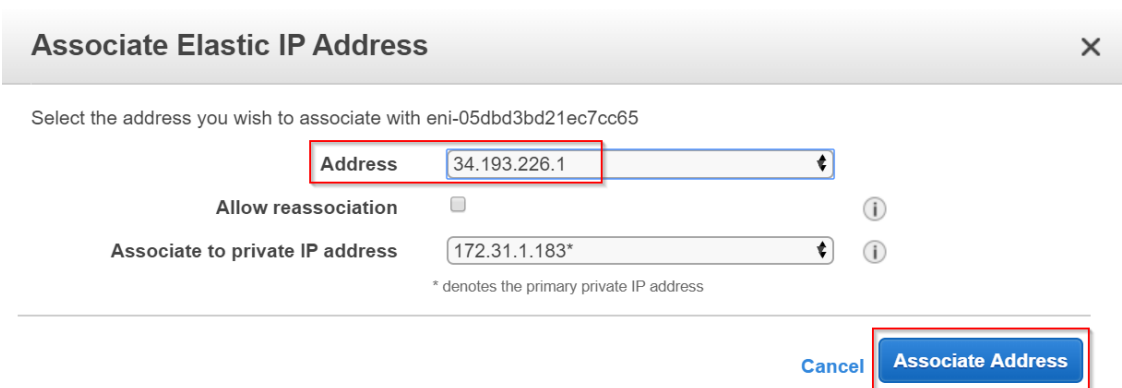 Associate Elastic IP Address
Select the address you wish to associate with eni-05dbd3bd21ec7cc65
Address 34.193.226.1
Allow reassociation
Associate to private IP address 172.31.1.183*
* denotes the primary private IP address
Cancel Associate Address